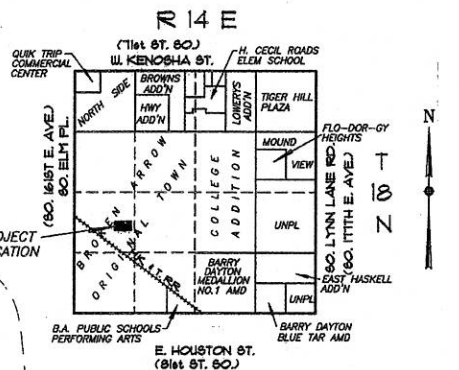 R 14 E
(71st ST. SO.)
W. KENOSHA ST.
QUIK TRIP
COMMERCIAL
CENTER
H. CECIL ROADS
ELEM SCHOOL
NORTH SIDE
BROWNS
ADD'N
HWY
ADD'N
LOWERYS
ADD'N
TIGER HILL
PLAZA
FLO-DOR-GY
HEIGHTS
MOUND
VIEW
(SO. 161ST E. AVE.)
SO. ELM PL.
BROKEN ARROW
ORIGINAL TOWN
COLLEGE
ADDITION
SO. LYNN LANE RD.
(SO. 177TH E. AVE.)
T
18
N
N
UNPL
PROJECT
LOCATION
RR
BARRY
DAYTON
MEDALLION
NO.1 AMD
EAST HASKELL
ADD'N
UNPL
B.A. PUBLIC SCHOOLS
PERFORMING ARTS
BARRY DAYTON
BLUE TAR AMD
E. HOUSTON ST.
(81st ST. SO.)